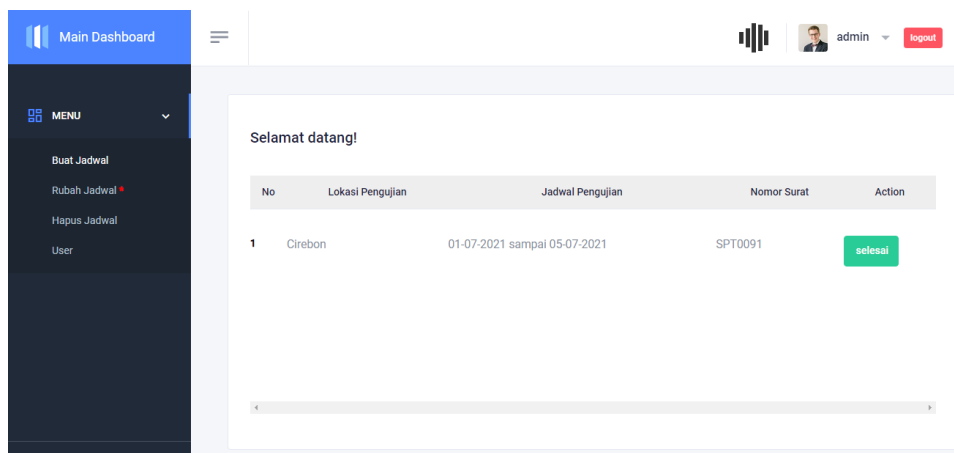 Main Dashboard
admin
logout
MENU
Buat Jadwal
Rubah Jadwal
Hapus Jadwal
User
Selamat datang!
No Lokasi Pengujian Jadwal Pengujian Nomor Surat Action
1 Cirebon 01-07-2021 sampai 05-07-2021 SPT0091 selesai